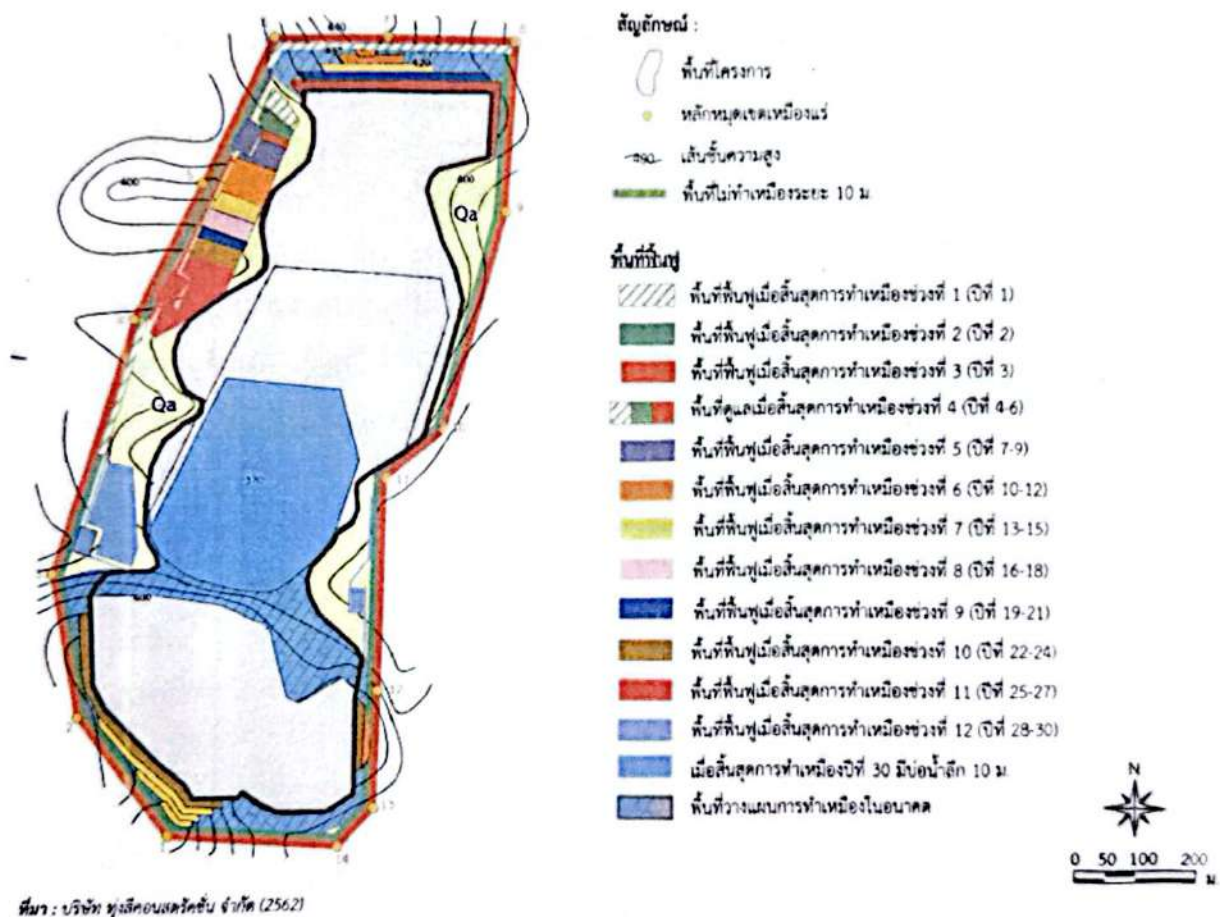 สัญลักษณ์ :
พื้นที่โครงการ
หลักหมุดเขตเหมืองแร่
เส้นชั้นความสูง
พื้นที่ไม่ทำเหมืองระยะ 10 ม.
พื้นที่ฟื้นฟู
พื้นที่ฟื้นฟูเมื่อสิ้นสุดการทำเหมืองช่วงที่ 1 (ปีที่ 1)
พื้นที่ฟื้นฟูเมื่อสิ้นสุดการทำเหมืองช่วงที่ 2 (ปีที่ 2)
พื้นที่ฟื้นฟูเมื่อสิ้นสุดการทำเหมืองช่วงที่ 3 (ปีที่ 3)
พื้นที่ดูแลเมื่อสิ้นสุดการทำเหมืองช่วงที่ 4 (ปีที่ 4-6)
พื้นที่ฟื้นฟูเมื่อสิ้นสุดการทำเหมืองช่วงที่ 5 (ปีที่ 7-9)
พื้นที่ฟื้นฟูเมื่อสิ้นสุดการทำเหมืองช่วงที่ 6 (ปีที่ 10-12)
พื้นที่ฟื้นฟูเมื่อสิ้นสุดการทำเหมืองช่วงที่ 7 (ปีที่ 13-15)
พื้นที่ฟื้นฟูเมื่อสิ้นสุดการทำเหมืองช่วงที่ 8 (ปีที่ 16-18)
พื้นที่ฟื้นฟูเมื่อสิ้นสุดการทำเหมืองช่วงที่ 9 (ปีที่ 19-21)
พื้นที่ฟื้นฟูเมื่อสิ้นสุดการทำเหมืองช่วงที่ 10 (ปีที่ 22-24)
พื้นที่ฟื้นฟูเมื่อสิ้นสุดการทำเหมืองช่วงที่ 11 (ปีที่ 25-27)
พื้นที่ฟื้นฟูเมื่อสิ้นสุดการทำเหมืองช่วงที่ 12 (ปีที่ 28-30)
เมื่อสิ้นสุดการทำเหมืองปีที่ 30 มีบ่อน้ำลึก 10 ม.
พื้นที่วางแผนการทำเหมืองในอนาคต
N
0 50 100 200
ม.
440
8
400
400
Qa
9
Qa
11
12
13
14
2
ที่มา : บริษัท ทุ่งสีคอนสตรัคชั่น จำกัด (2562)